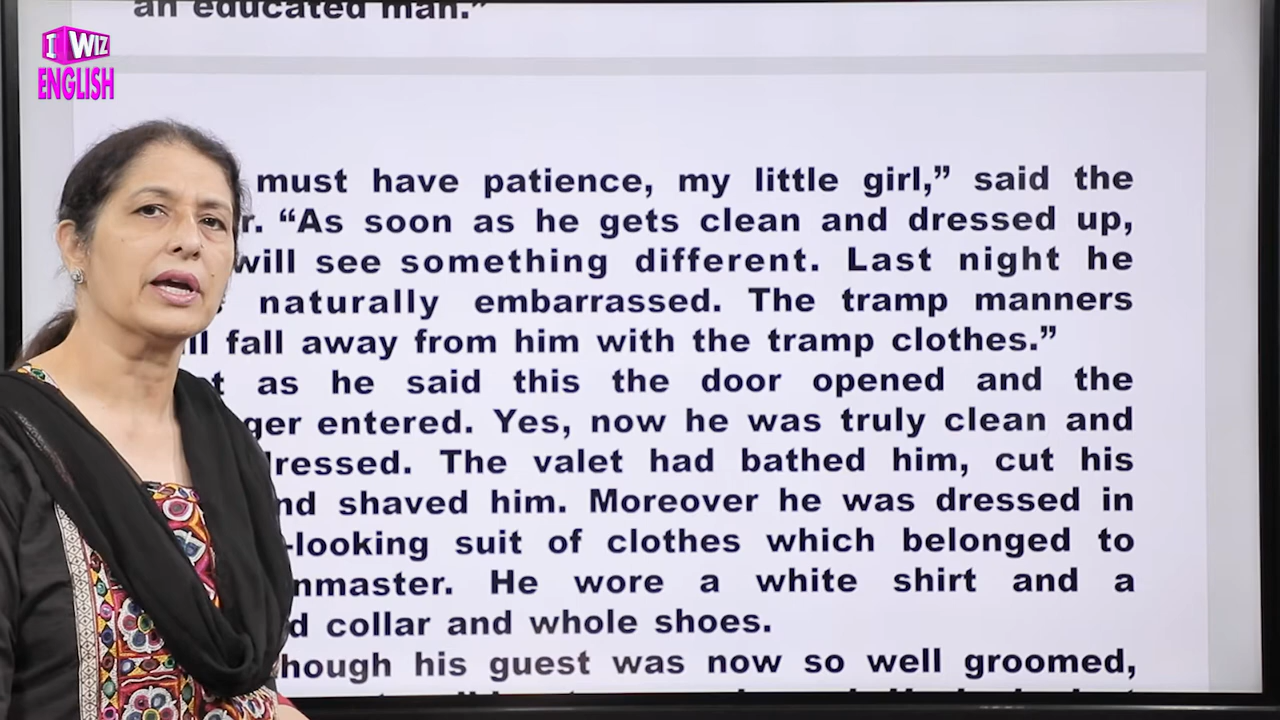 I WIZ
ENGLISH
an educated man.”
must have patience, my little girl,” said the
r. “As soon as he gets clean and dressed up,
will see something different. Last night he
naturally embarrassed. The tramp manners
ll fall away from him with the tramp clothes.”
t as he said this the door opened and the
ger entered. Yes, now he was truly clean and
dressed. The valet had bathed him, cut his
nd shaved him. Moreover he was dressed in
-looking suit of clothes which belonged to
nmaster. He wore a white shirt and a
d collar and whole shoes.
hough his guest was now so well groomed,